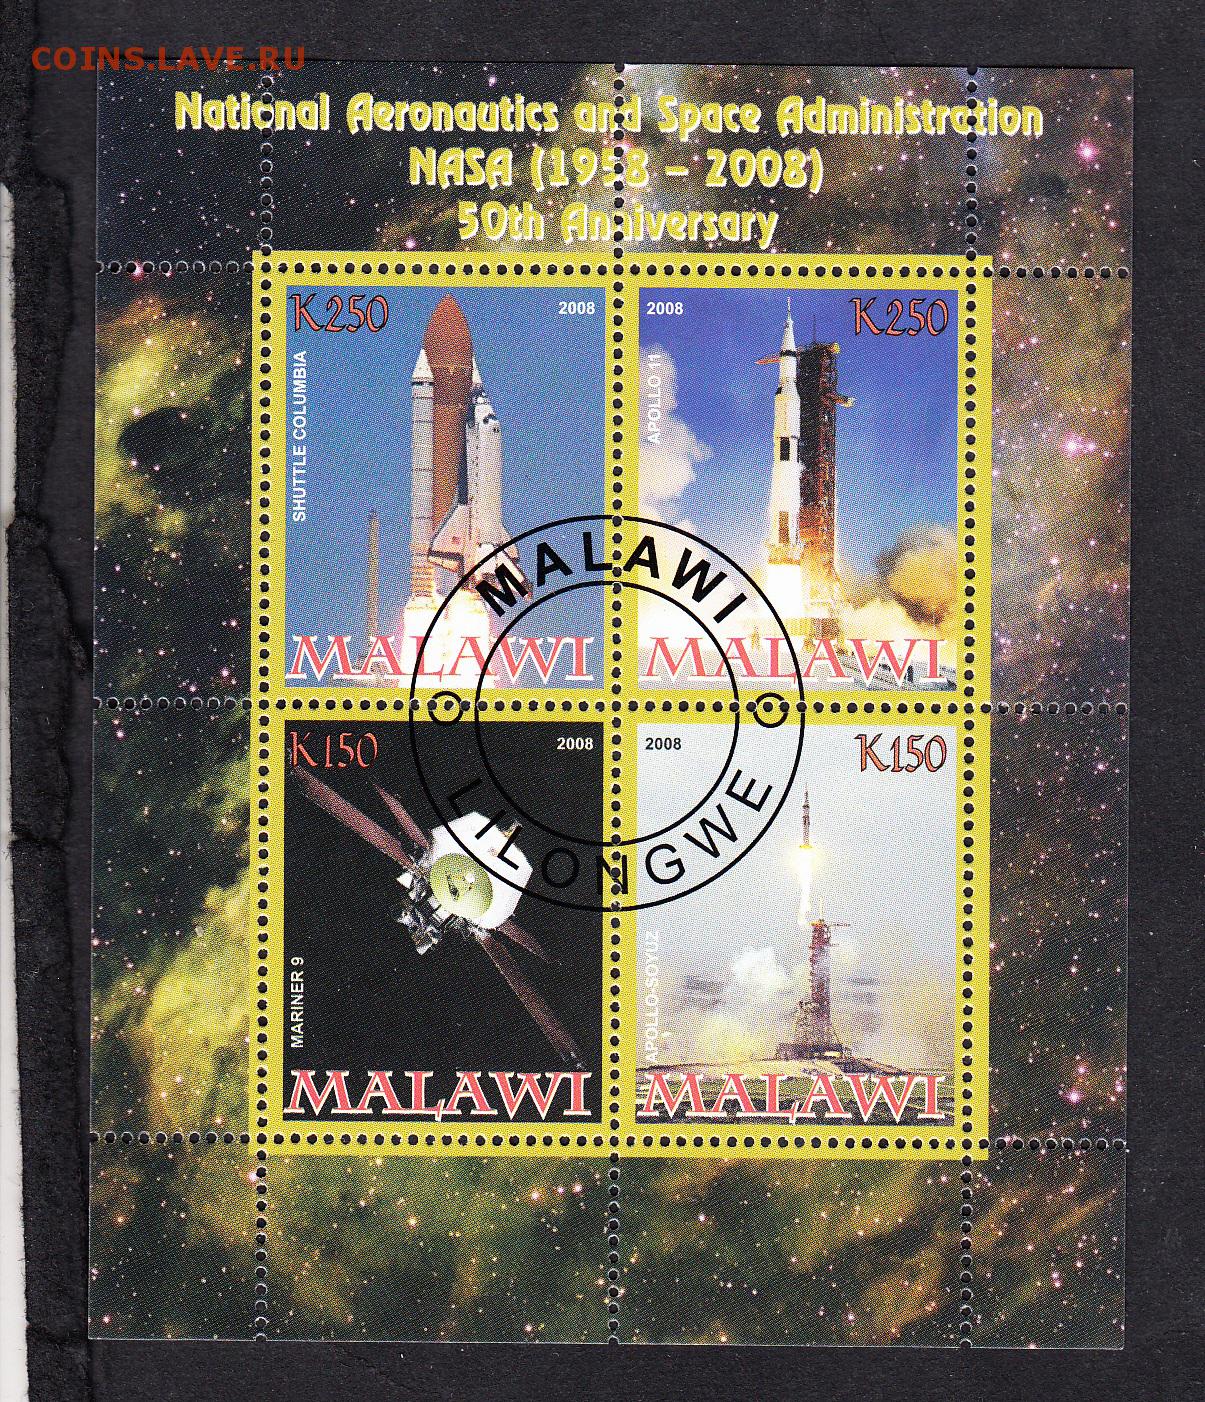 COINS.LAVE.RU
National Aeronautics and Space Administration
NASA (1958 - 2008)
50th Anniversary
K250
2008
SHUTTLE COLUMBIA
MALAWI
2008
K250
APOLLO 11
MALAWI
MALAWI
LILONGWE
K150
2008
MARINER 9
MALAWI
2008
K150
APOLLO-SOYUZ
MALAWI